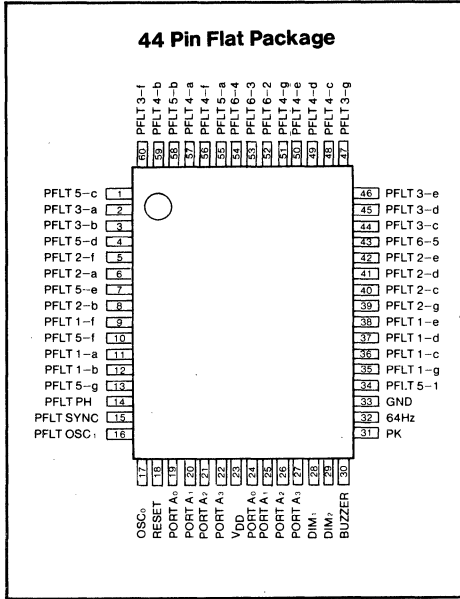 44 Pin Flat Package
PFLT 3-f 60
PFLT 4-b 59
PFLT 5-b 58
PFLT 4-a 57
PFLT 4-f 56
PFLT 5-a 55
PFLT 6-4 54
PFLT 6-3 53
PFLT 6-2 52
PFLT 4-g 51
PFLT 4-e 50
PFLT 4-d 49
PFLT 4-c 48
PFLT 3-g 47
PFLT 5-c 1
PFLT 3-a 2
PFLT 3-b 3
PFLT 5-d 4
PFLT 2-f 5
PFLT 2-a 6
PFLT 5-e 7
PFLT 2-b 8
PFLT 1-f 9
PFLT 5-f 10
PFLT 1-a 11
PFLT 1-b 12
PFLT 5-g 13
PFLT PH 14
PFLT SYNC 15
PFLT OSC₁ 16
46 PFLT 3-e
45 PFLT 3-d
44 PFLT 3-c
43 PFLT 6-5
42 PFLT 2-e
41 PFLT 2-d
40 PFLT 2-c
39 PFLT 2-g
38 PFLT 1-e
37 PFLT 1-d
36 PFLT 1-c
35 PFLT 1-g
34 PFLT 5-1
33 GND
32 64Hz
31 PK
17 OSC₀
18 RESET
19 PORT A₀
20 PORT A₁
21 PORT A₂
22 PORT A₃
23 VDD
24 PORT A₀
25 PORT A₁
26 PORT A₂
27 PORT A₃
28 DIM₁
29 DIM₂
30 BUZZER